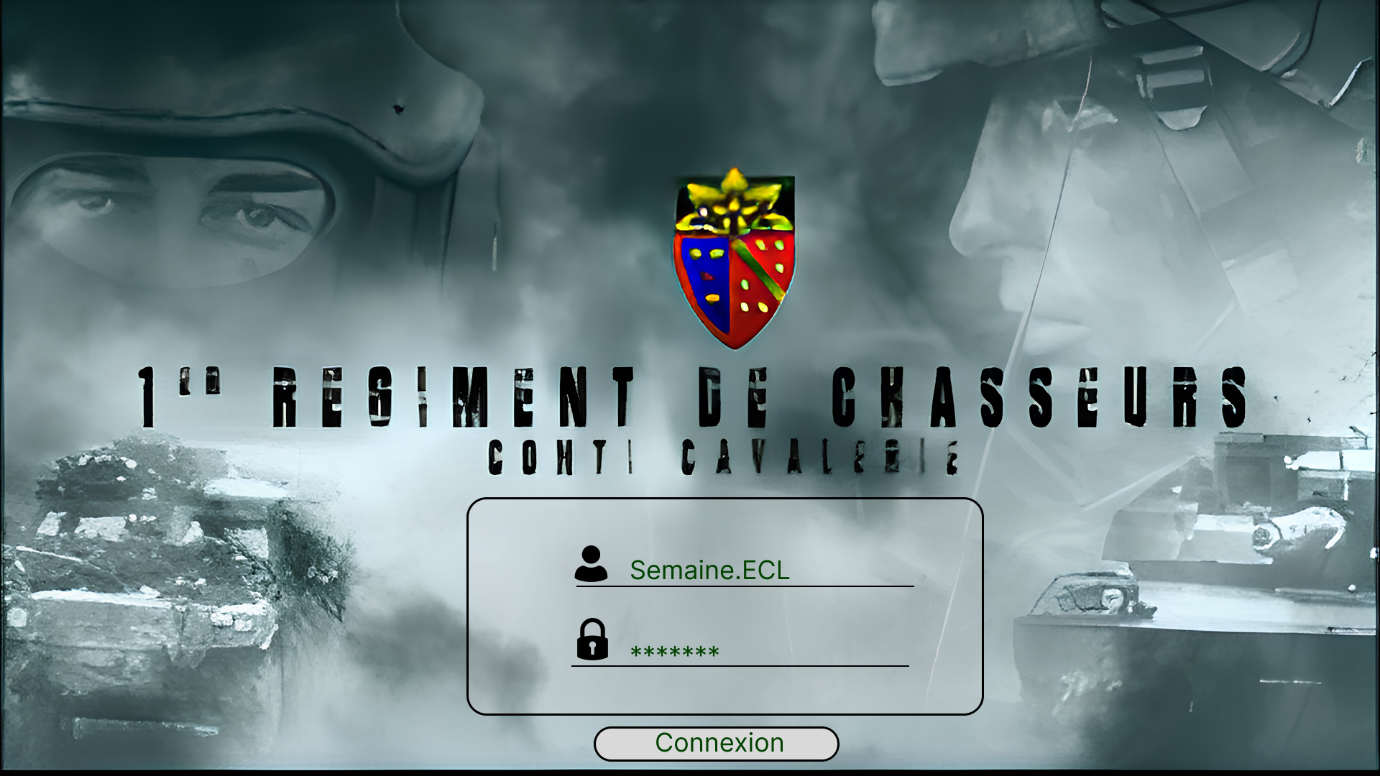 1er REGIMENT DE CHASSEURS
CONTI CAVALERIE
Semaine.ECL
*******
Connexion